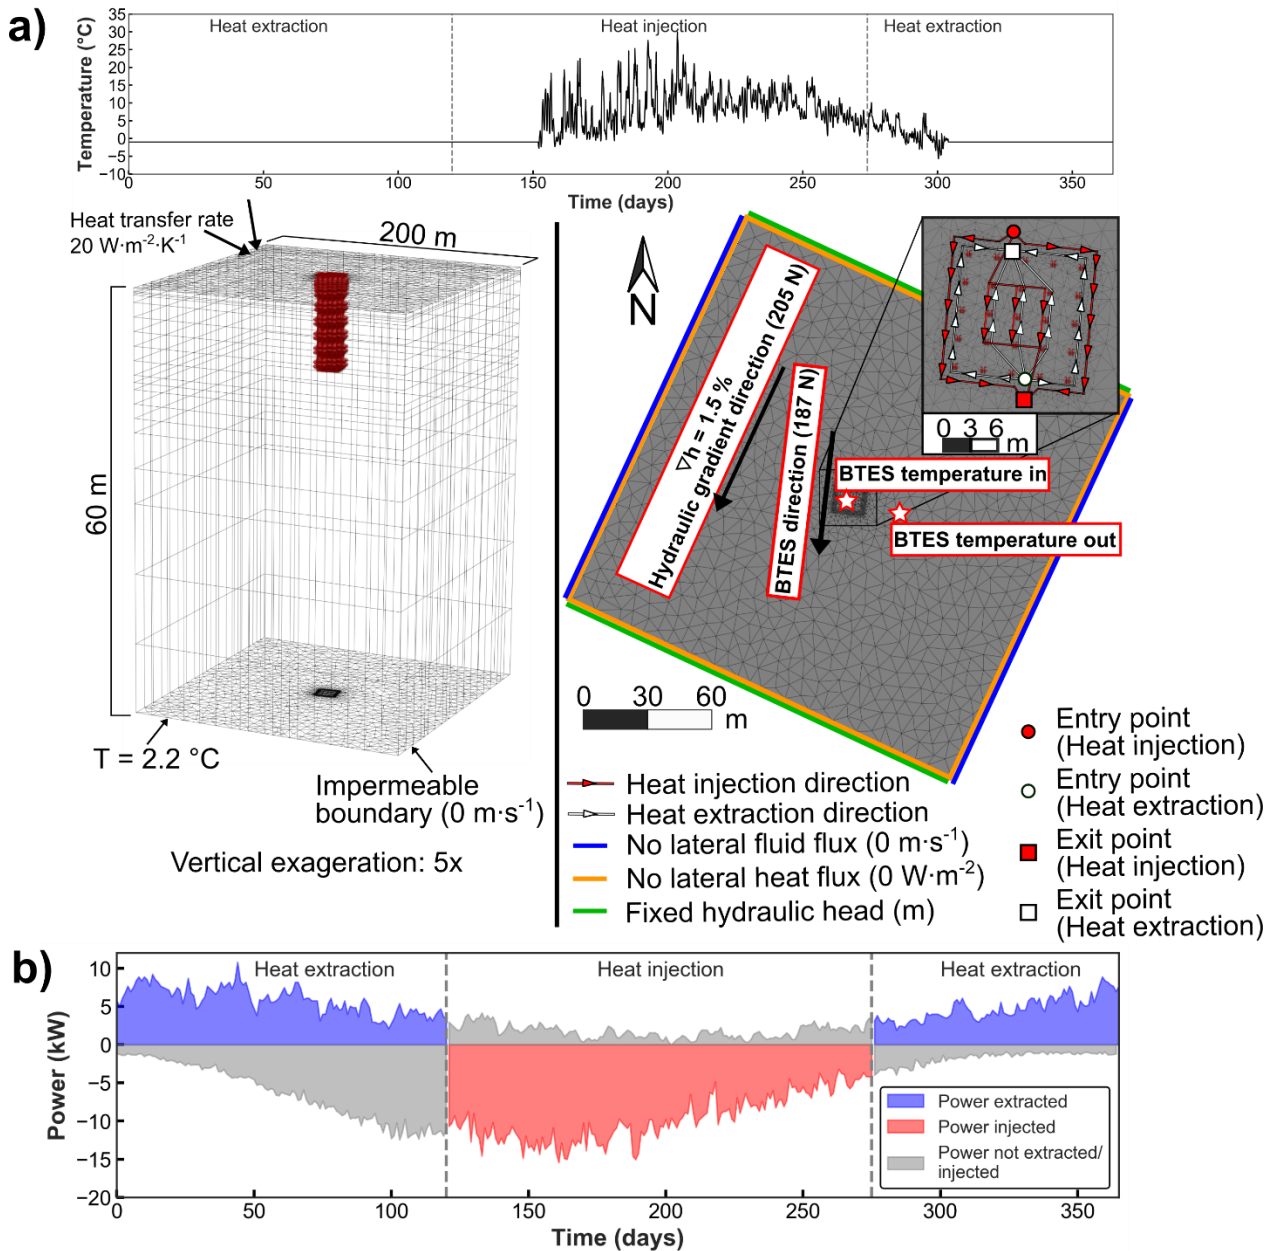 a)
Heat extraction
Heat injection
Heat extraction
Temperature (°C)
35
30
25
20
15
10
5
0
−5
−10
0
50
100
150
200
250
300
350
Time (days)
Heat transfer rate
20 W·m⁻²·K⁻¹
200 m
60 m
T = 2.2 °C
Impermeable
boundary (0 m·s⁻¹)
Vertical exageration: 5x
N
∇h = 1.5 %
Hydraulic gradient direction (205 N)
BTES direction (187 N)
0 3 6
m
BTES temperature in
BTES temperature out
0 30 60
m
Heat injection direction
Heat extraction direction
No lateral fluid flux (0 m·s⁻¹)
No lateral heat flux (0 W·m⁻²)
Fixed hydraulic head (m)
Entry point
(Heat injection)
Entry point
(Heat extraction)
Exit point
(Heat injection)
Exit point
(Heat extraction)
b)
Heat extraction
Heat injection
Heat extraction
Power (kW)
10
5
0
−5
−10
−15
−20
Power extracted
Power injected
Power not extracted/
injected
0
50
100
150
200
250
300
350
Time (days)